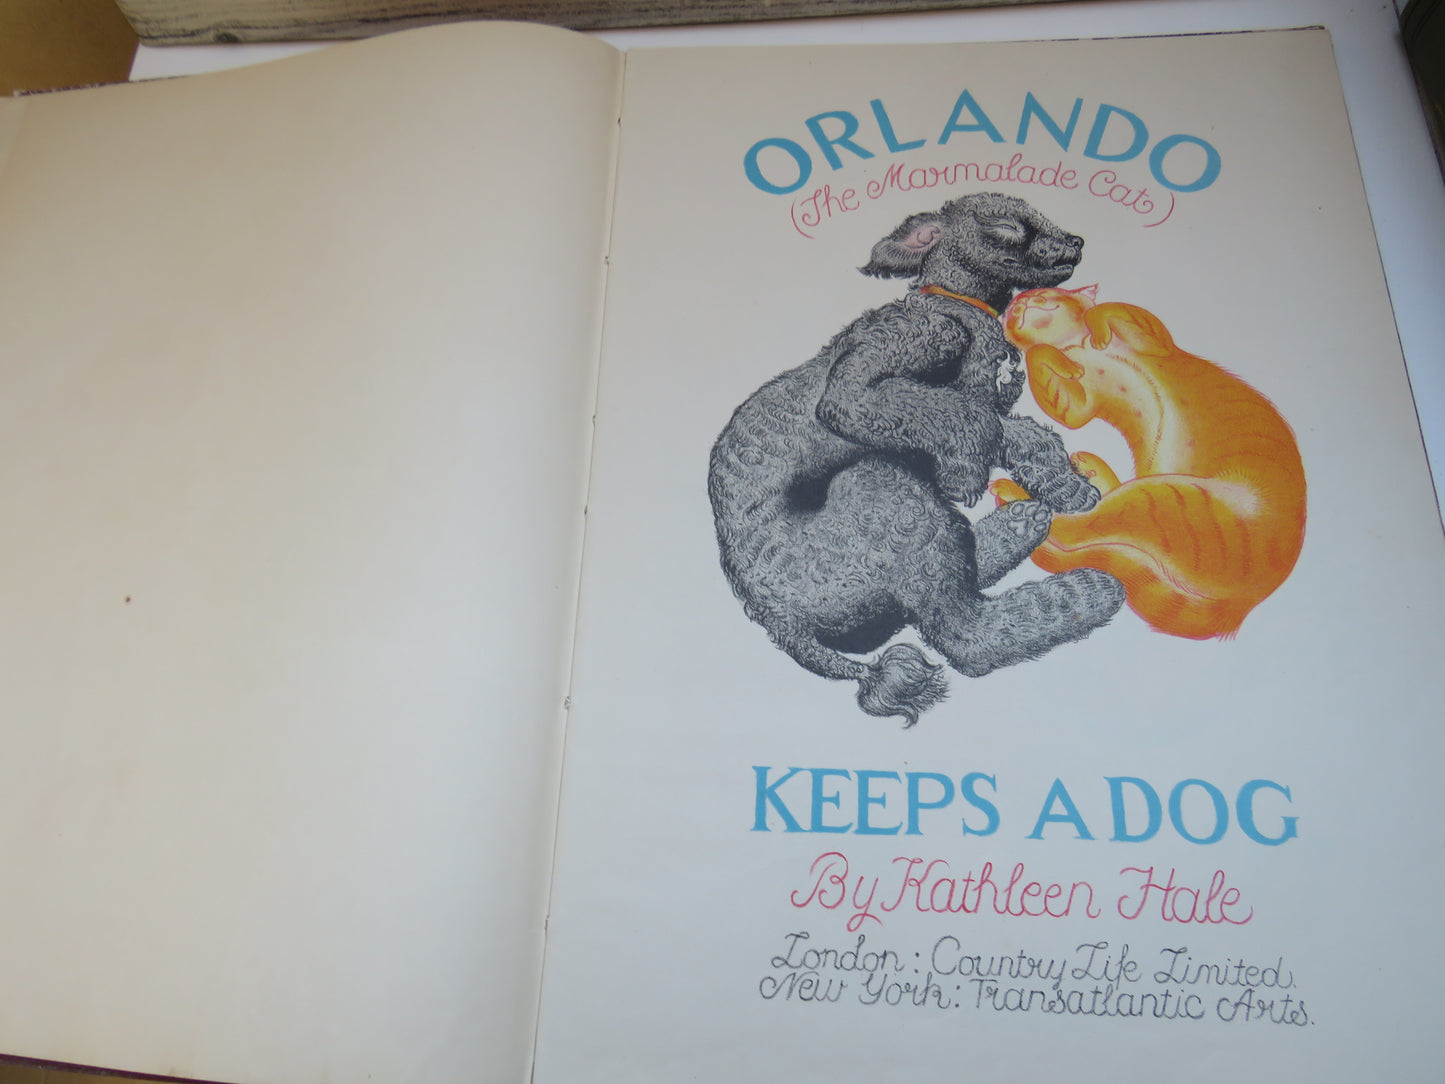 ORLANDO
(The Marmalade Cat)
KEEPS A DOG
By Kathleen Hale
London: Country Life Limited.
New York: Transatlantic Arts.